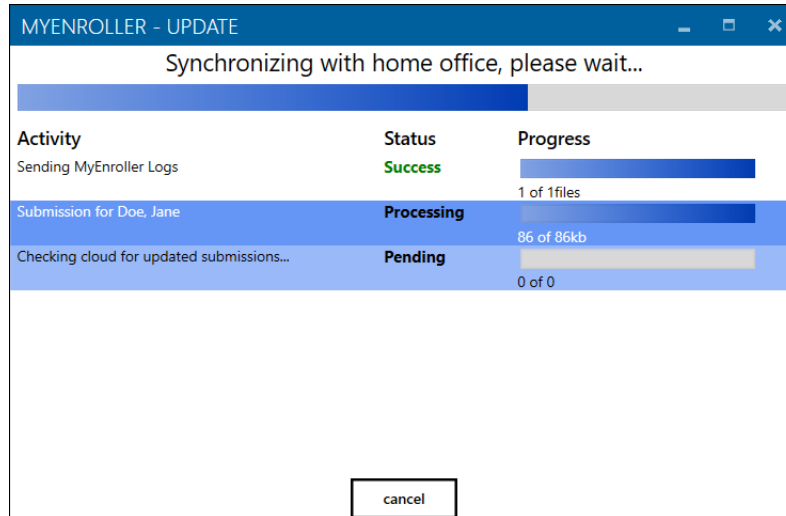 MYENROLLER - UPDATE
Synchronizing with home office, please wait...
Activity Status Progress
Sending MyEnroller Logs Success
1 of 1files
Submission for Doe, Jane Processing
86 of 86kb
Checking cloud for updated submissions... Pending
0 of 0
cancel